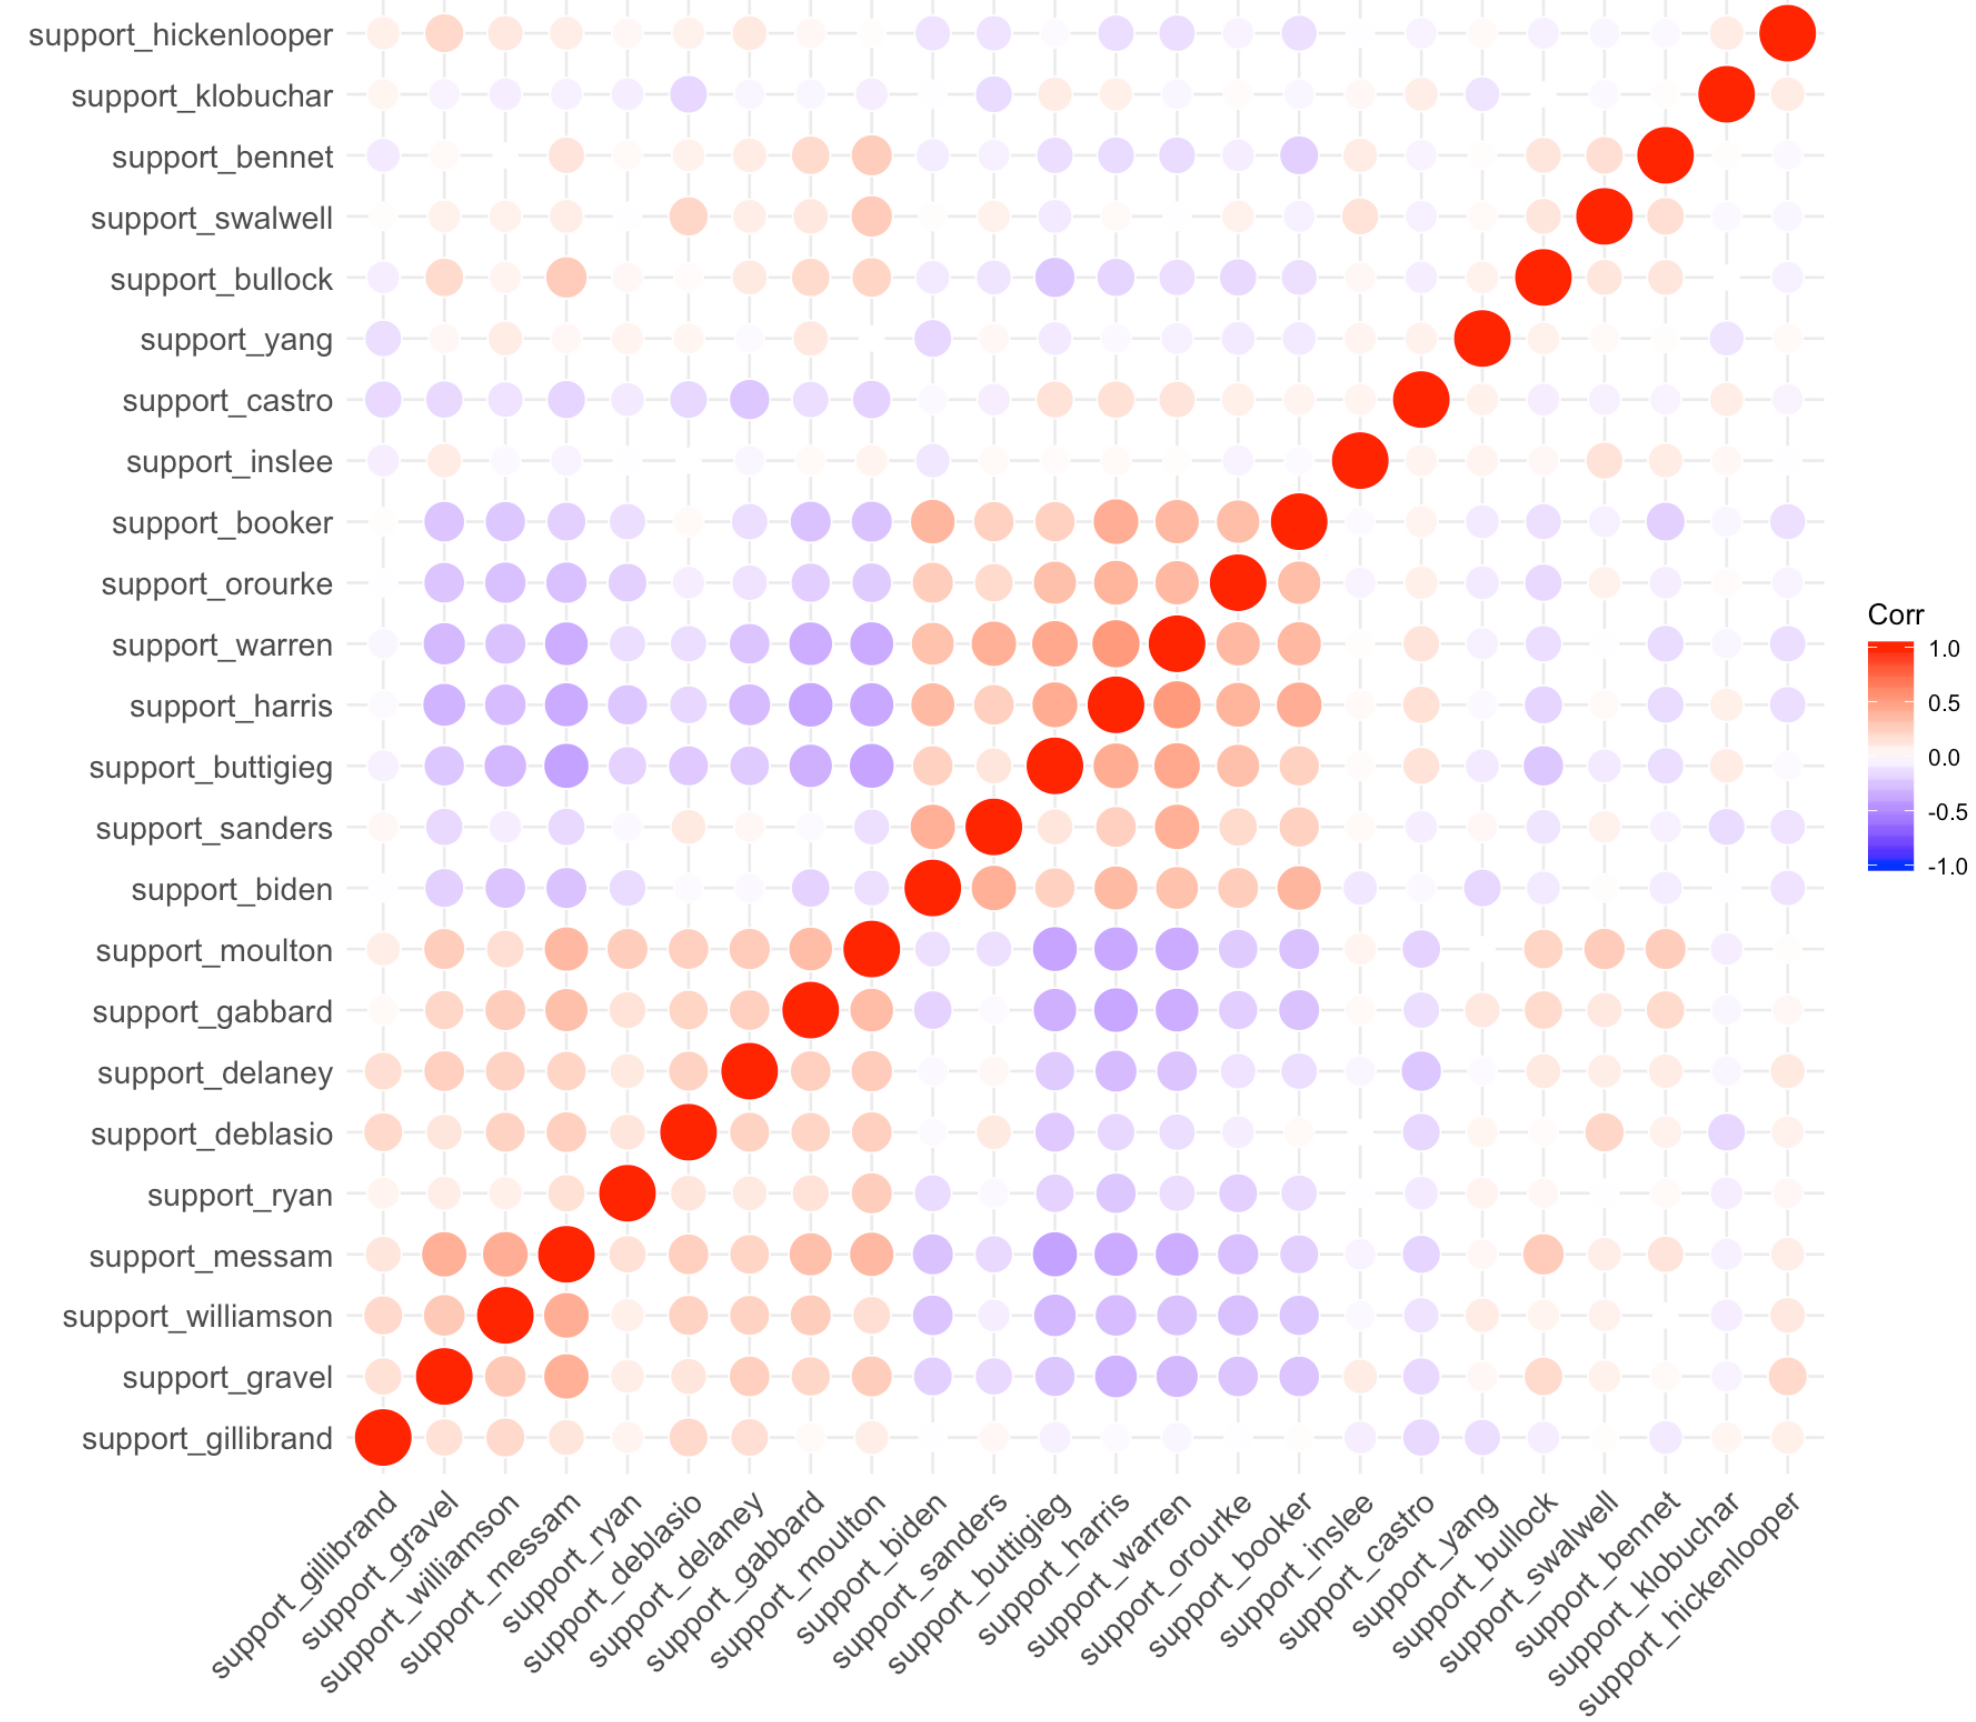 support_hickenlooper
support_klobuchar
support_bennet
support_swalwell
support_bullock
support_yang
support_castro
support_inslee
support_booker
support_orourke
support_warren
support_harris
support_buttigieg
support_sanders
support_biden
support_moulton
support_gabbard
support_delaney
support_deblasio
support_ryan
support_messam
support_williamson
support_gravel
support_gillibrand
support_gillibrand
support_gravel
support_williamson
support_messam
support_ryan
support_deblasio
support_delaney
support_gabbard
support_moulton
support_biden
support_sanders
support_buttigieg
support_harris
support_warren
support_orourke
support_booker
support_inslee
support_castro
support_yang
support_bullock
support_swalwell
support_bennet
support_klobuchar
support_hickenlooper
Corr
1.0
0.5
0.0
-0.5
-1.0